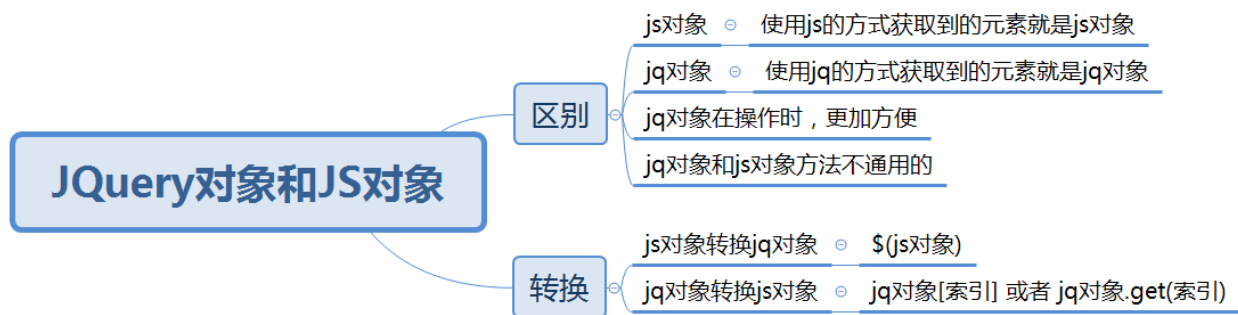 JQuery对象和JS对象
区别
js对象 使用js的方式获取到的元素就是js对象
jq对象 使用jq的方式获取到的元素就是jq对象
jq对象在操作时，更加方便
jq对象和js对象方法不通用的
转换
js对象转换jq对象 $(js对象)
jq对象转换js对象 jq对象[索引] 或者 jq对象.get(索引)